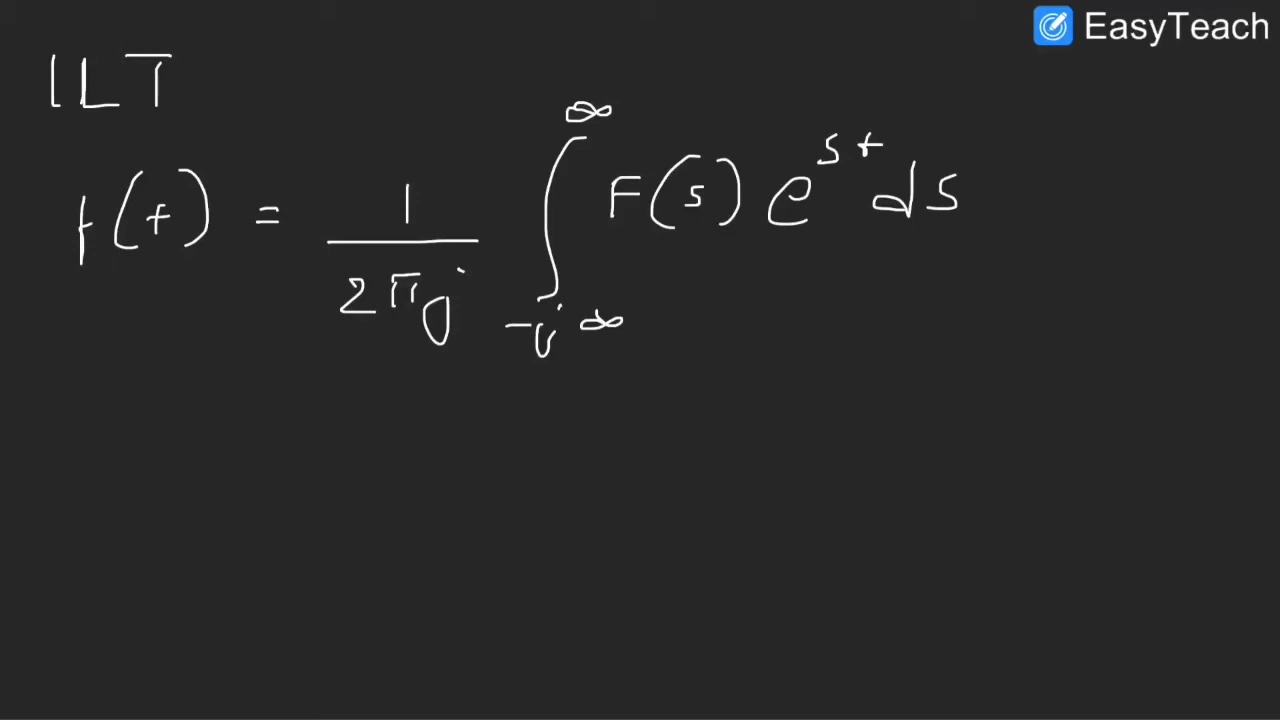 EasyTeach
ILT
f(t) = 1/2πj ∫_{-j∞}^{∞} F(s) e^{st} ds